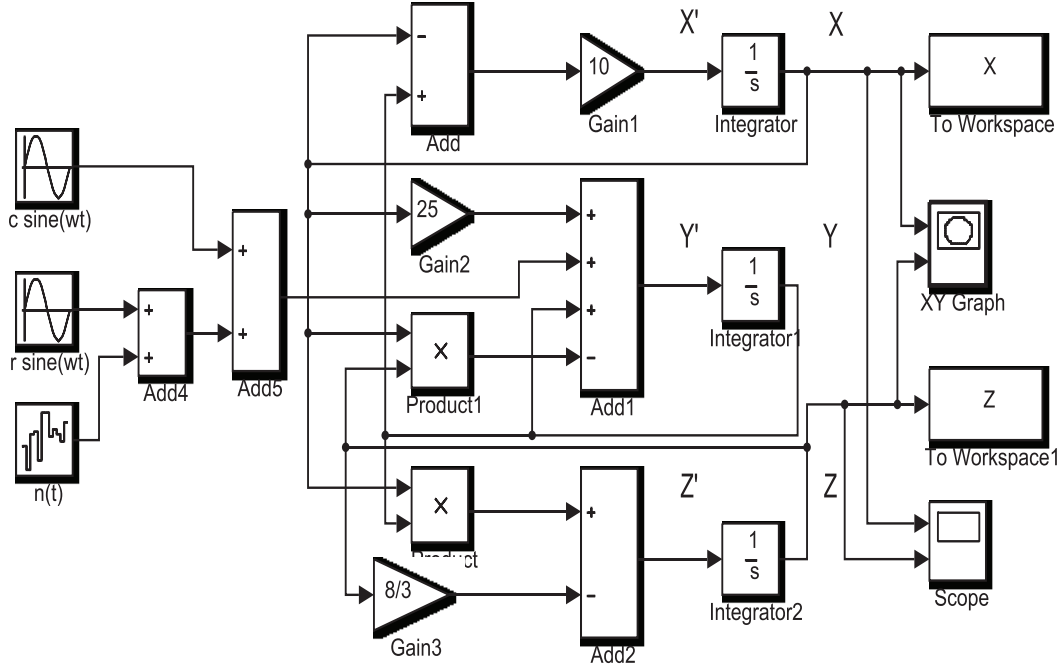 X'
X
-
+
Add
10
Gain1
1
s
Integrator
X
To Workspace
c sine(wt)
25
Gain2
+
+
+
-
Add1
Y'
Y
1
s
Integrator1
XY Graph
+
+
Add5
r sine(wt)
+
+
Add4
X
Product1
Z
To Workspace1
n(t)
X
Product
Z'
Z
+
-
Add2
1
s
Integrator2
Scope
8/3
Gain3